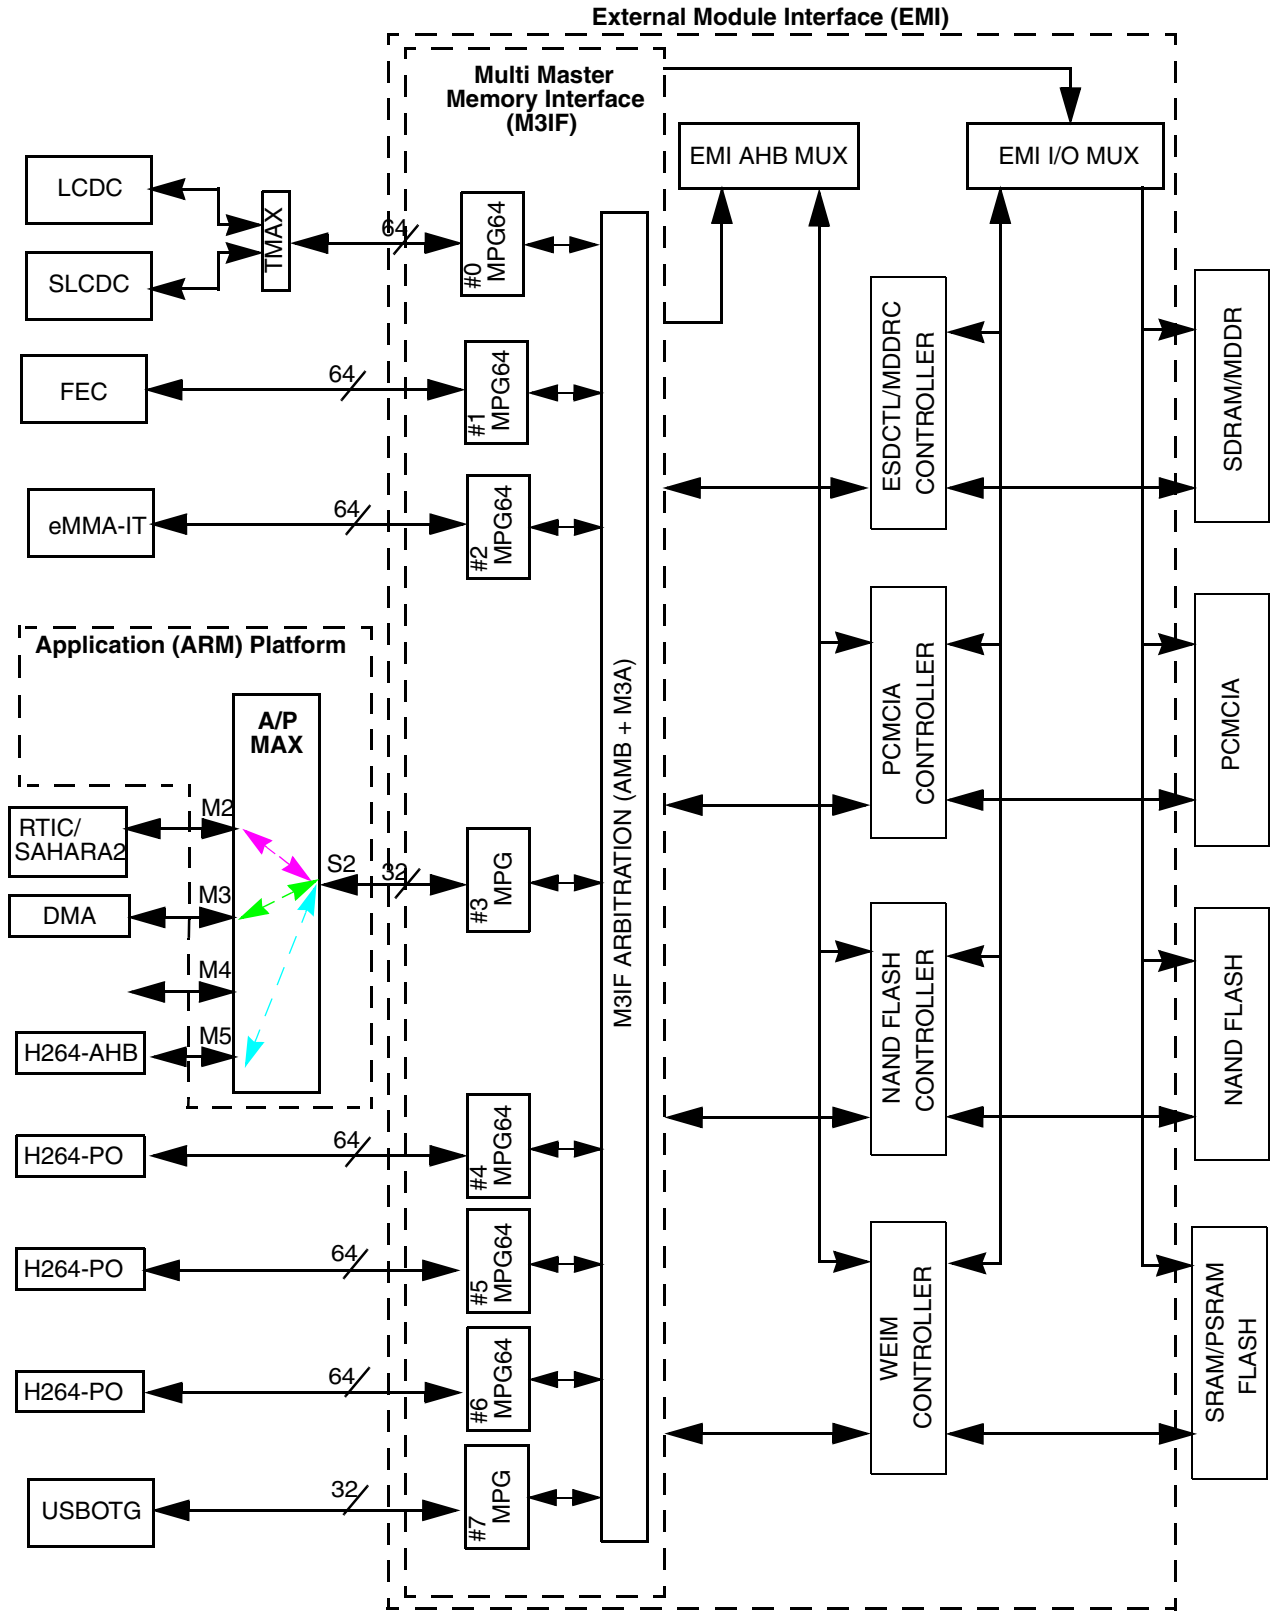 External Module Interface (EMI)
Multi Master
Memory Interface
(M3IF)
EMI AHB MUX
EMI I/O MUX
LCDC
SLCDC
TMAX
64
#0
MPG64
FEC
64
#1
MPG64
eMMA-IT
64
#2
MPG64
Application (ARM) Platform
A/P
MAX
RTIC/
SAHARA2
M2
DMA
M3
M4
H264-AHB
M5
S2
32
#3
MPG
H264-PO
64
#4
MPG64
H264-PO
64
#5
MPG64
H264-PO
64
#6
MPG64
USBOTG
32
#7
MPG
M3IF ARBITRATION (AMB + M3A)
ESDCTL/MDDRC
CONTROLLER
SDRAM/MDDR
PCMCIA
CONTROLLER
PCMCIA
NAND FLASH
CONTROLLER
NAND FLASH
WEIM
CONTROLLER
SRAM/PSRAM
FLASH